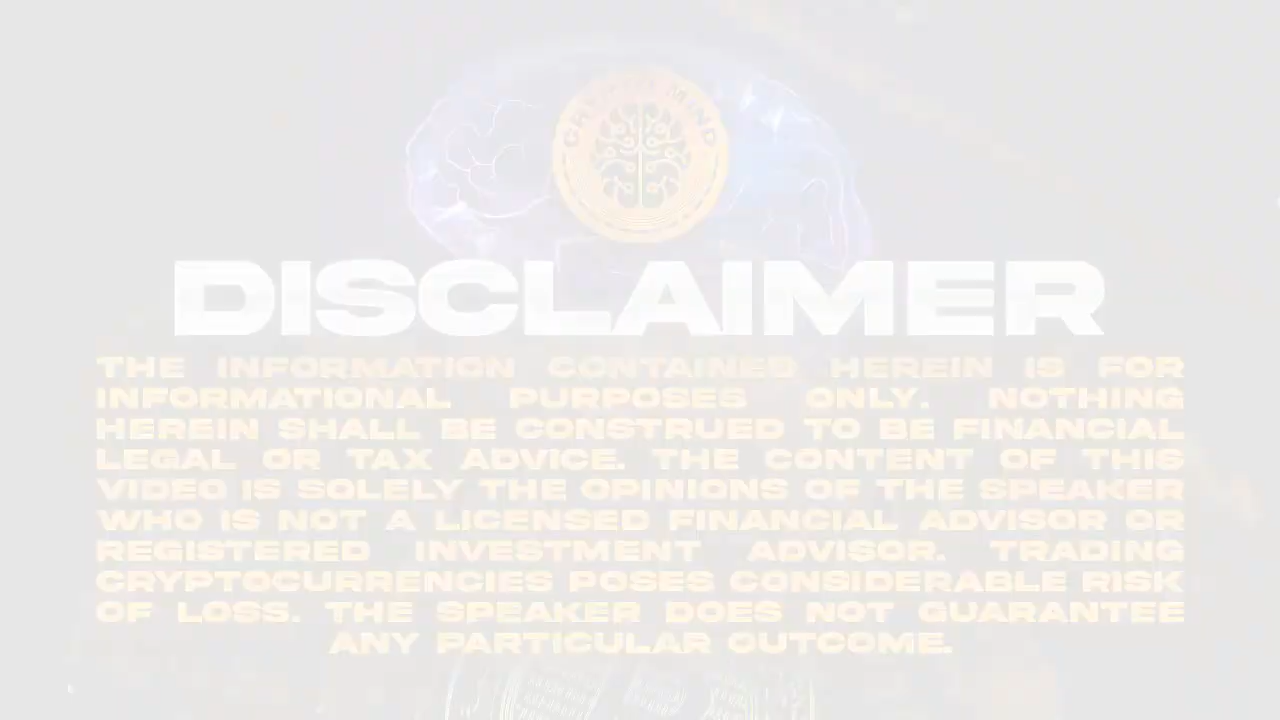 DISCLAIMER
THE INFORMATION CONTAINED HEREIN IS FOR
INFORMATIONAL PURPOSES ONLY. NOTHING
HEREIN SHALL BE CONSTRUED TO BE FINANCIAL
LEGAL OR TAX ADVICE. THE CONTENT OF THIS
VIDEO IS SOLELY THE OPINIONS OF THE SPEAKER
WHO IS NOT A LICENSED FINANCIAL ADVISOR OR
REGISTERED INVESTMENT ADVISOR. TRADING
CRYPTOCURRENCIES POSES CONSIDERABLE RISK
OF LOSS. THE SPEAKER DOES NOT GUARANTEE
ANY PARTICULAR OUTCOME.